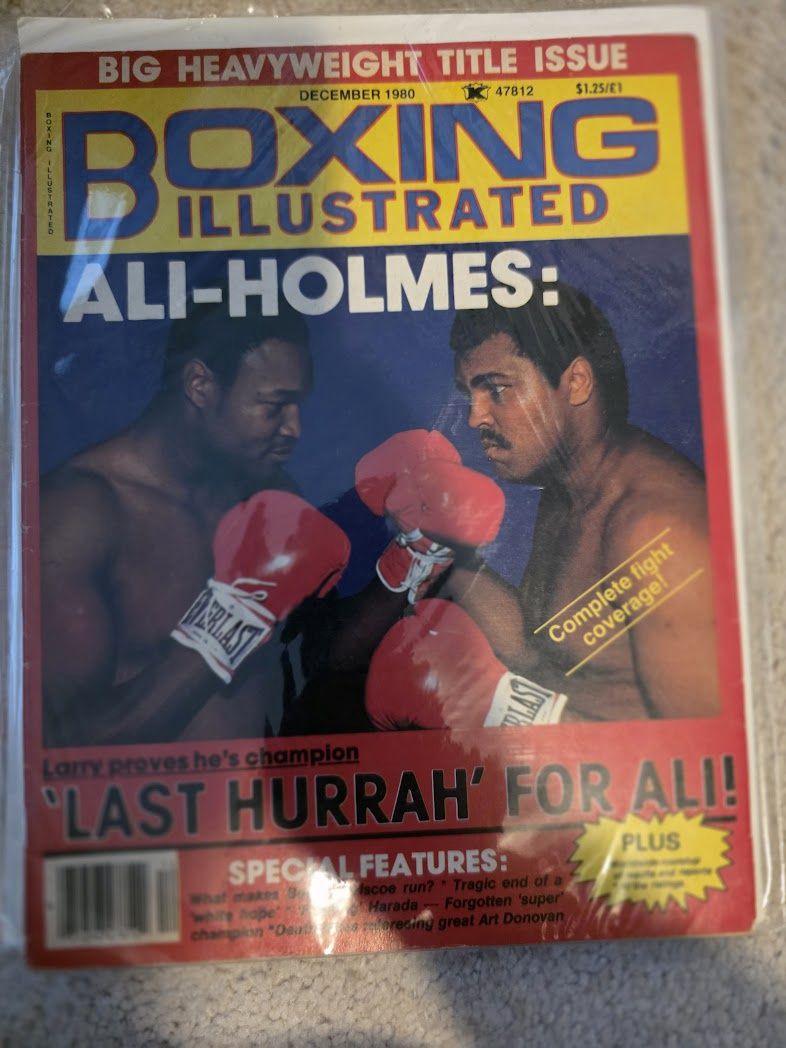 BIG HEAVYWEIGHT TITLE ISSUE
DECEMBER 1980 K 47812 $1.25/£1
BOXING ILLUSTRATED
BOXING
ILLUSTRATED
ALI-HOLMES:
EVERLAST
Complete fight
coverage!
Larry proves he's champion
'LAST HURRAH' FOR ALI!
SPECIAL FEATURES:
What makes run? * Tragic end of a
'white hope' Harada — Forgotten 'super'
champion refereeing great Art Donovan
PLUS